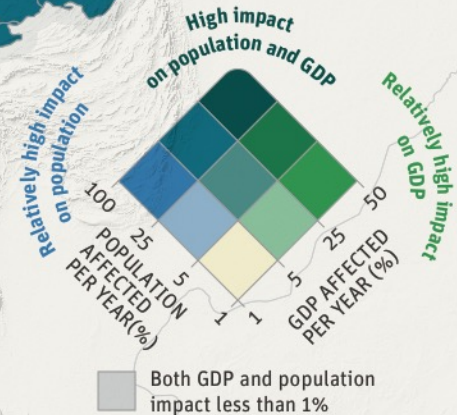 High impact
on population and GDP
Relatively high impact
on population
Relatively high impact
on GDP
100
25
5
1
POPULATION
AFFECTED
PER YEAR(%)
1
5
25
50
GDP AFFECTED
PER YEAR (%)
Both GDP and population
impact less than 1%